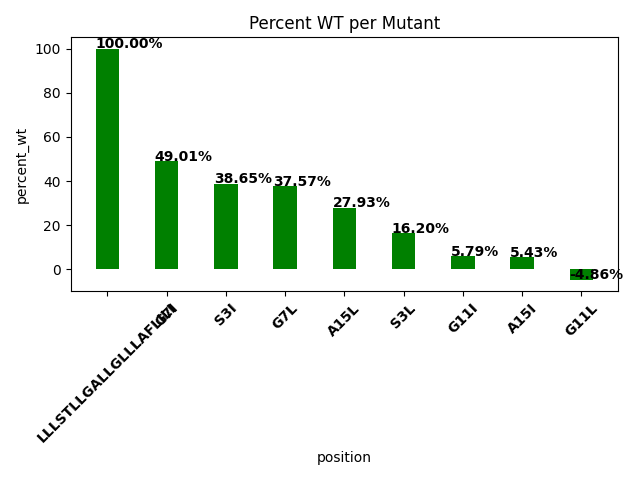 Percent WT per Mutant
percent_wt
100
80
60
40
20
0
100.00%
49.01%
38.65%
37.57%
27.93%
16.20%
5.79%
5.43%
-4.86%
G7I
S3I
G7L
A15L
S3L
G11I
A15I
G11L
position